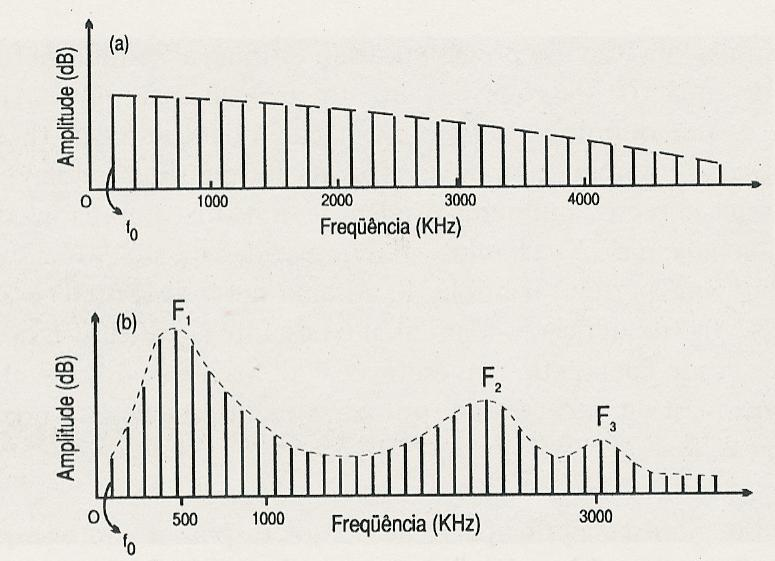 (a)
Amplitude (dB)
O
f0
1000
2000
3000
4000
Freqüência (KHz)
(b)
F1
F2
F3
Amplitude (dB)
O
f0
500
1000
Freqüência (KHz)
3000